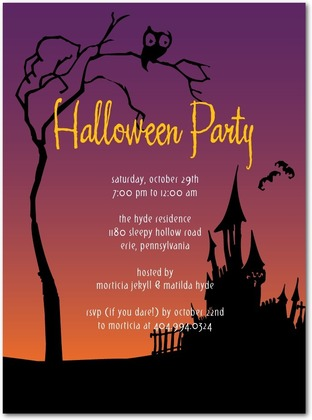 Halloween Party
saturday, october 29th
7:00 pm to 12:00 am
the hyde residence
1180 sleepy hollow road
erie, pennsylvania
hosted by
morticia jekyll & matilda hyde
rsvp (if you dare!) by october 22nd
to morticia at 404.994.0324